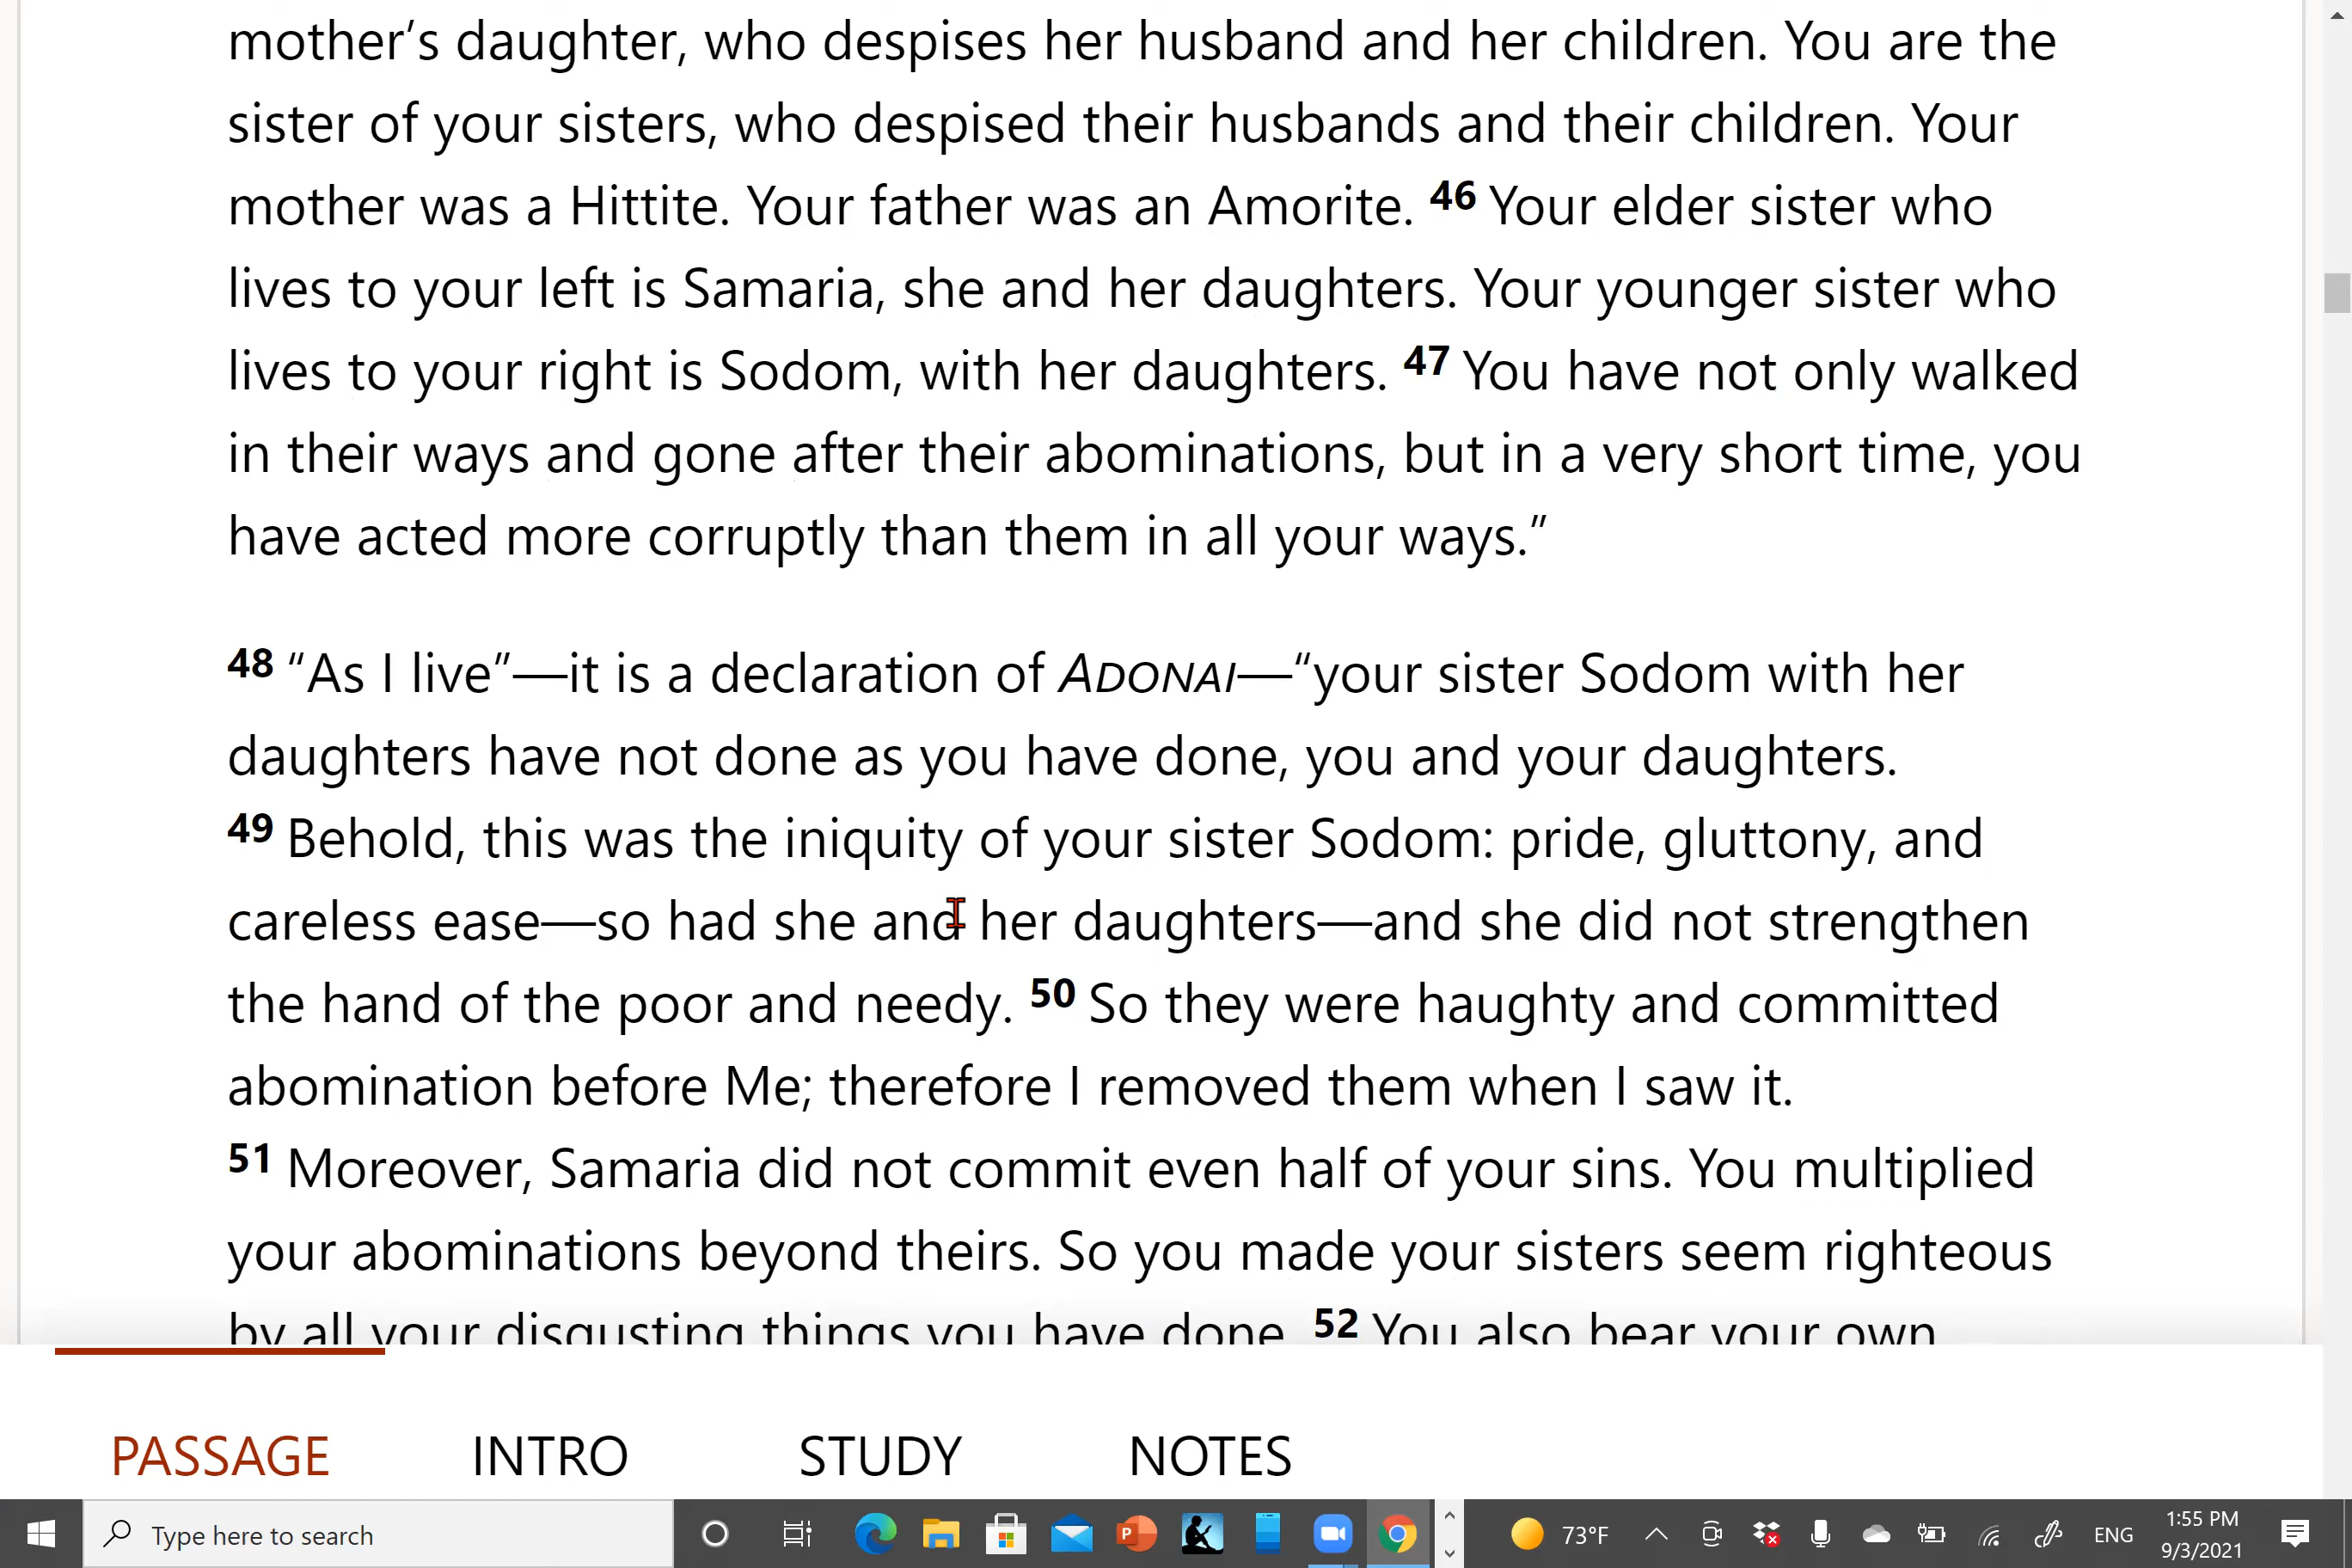 mother’s daughter, who despises her husband and her children. You are the
sister of your sisters, who despised their husbands and their children. Your
mother was a Hittite. Your father was an Amorite. 46 Your elder sister who
lives to your left is Samaria, she and her daughters. Your younger sister who
lives to your right is Sodom, with her daughters. 47 You have not only walked
in their ways and gone after their abominations, but in a very short time, you
have acted more corruptly than them in all your ways.”
48 “As I live”—it is a declaration of ADONAI—“your sister Sodom with her
daughters have not done as you have done, you and your daughters.
49 Behold, this was the iniquity of your sister Sodom: pride, gluttony, and
careless ease—so had she and her daughters—and she did not strengthen
the hand of the poor and needy. 50 So they were haughty and committed
abomination before Me; therefore I removed them when I saw it.
51 Moreover, Samaria did not commit even half of your sins. You multiplied
your abominations beyond theirs. So you made your sisters seem righteous
by all your disgusting things you have done. 52 You also bear your own
PASSAGE INTRO STUDY NOTES
Type here to search
P
73°F
ENG
1:55 PM
9/3/2021